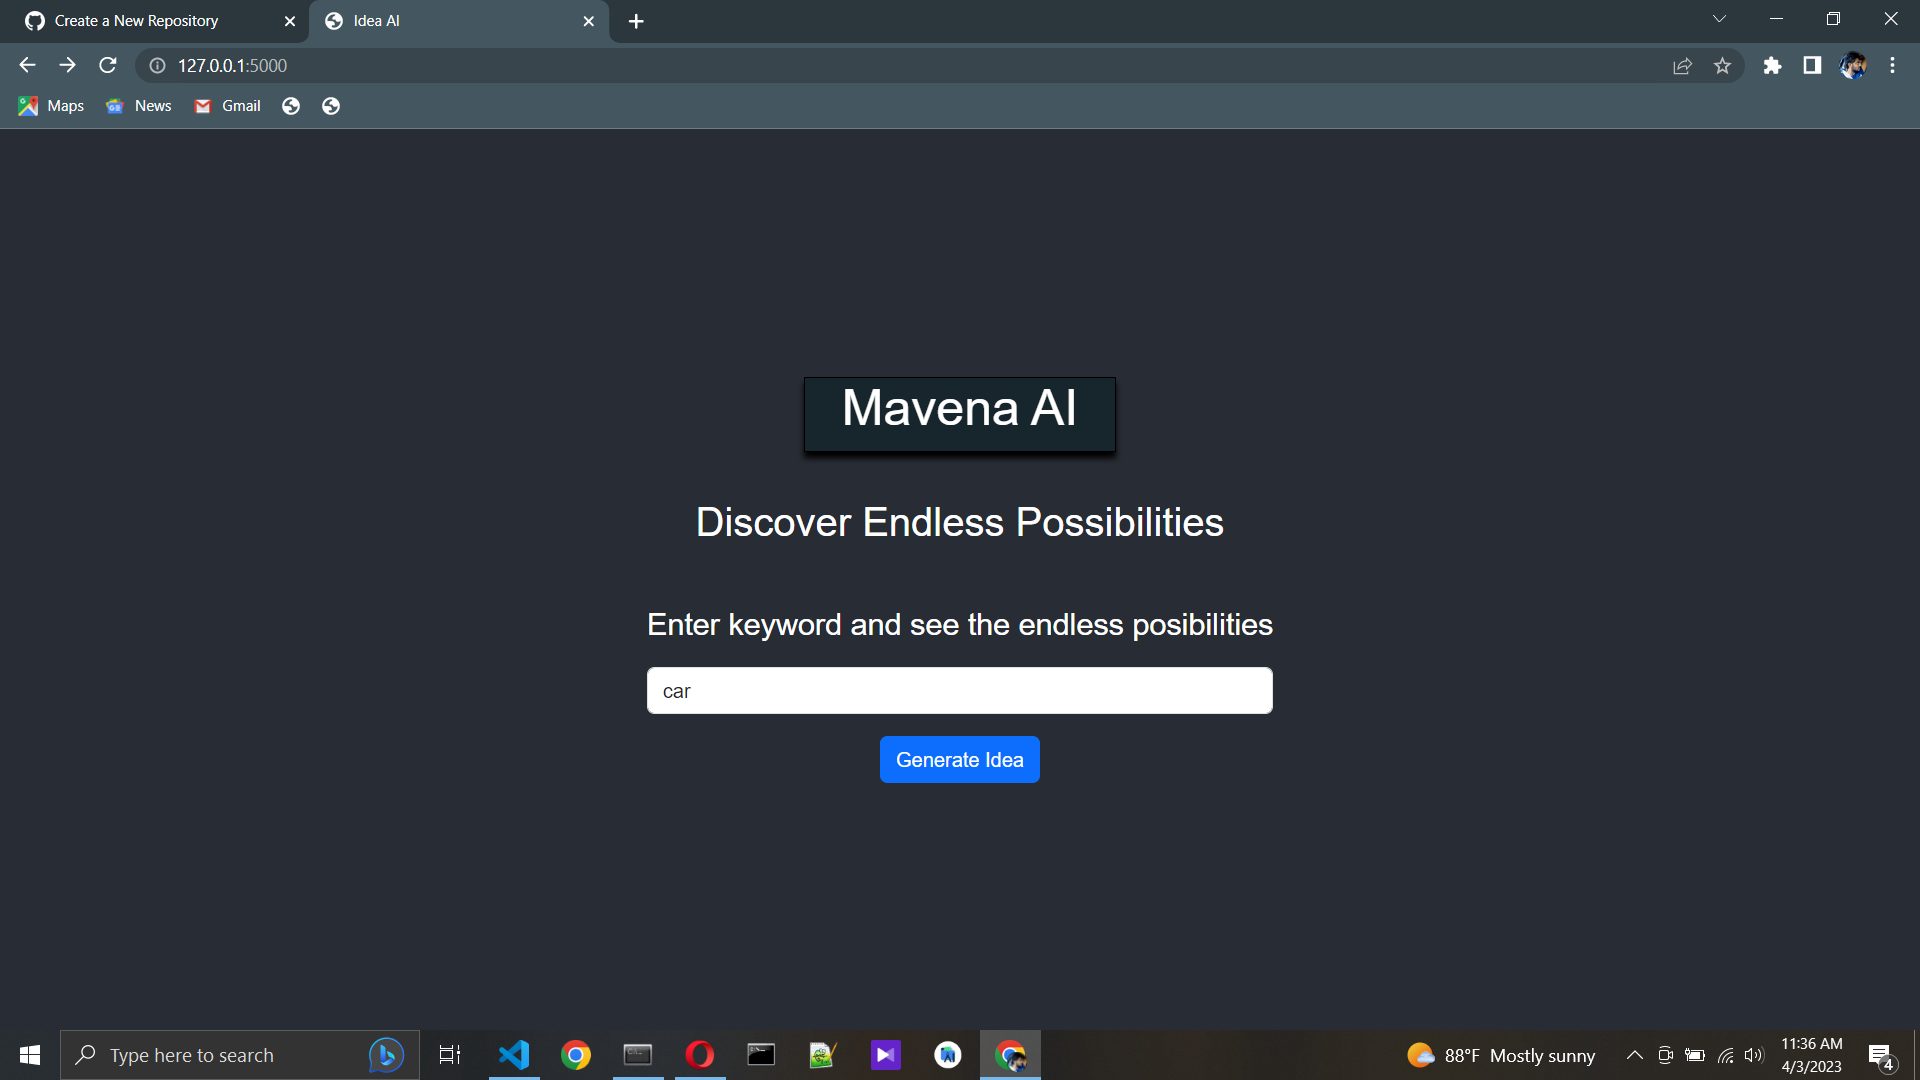 Create a New Repository
Idea AI
127.0.0.1:5000
Maps
News
Gmail
Mavena AI
Discover Endless Possibilities
Enter keyword and see the endless posibilities
car
Generate Idea
Type here to search
88°F Mostly sunny
11:36 AM
4/3/2023
4